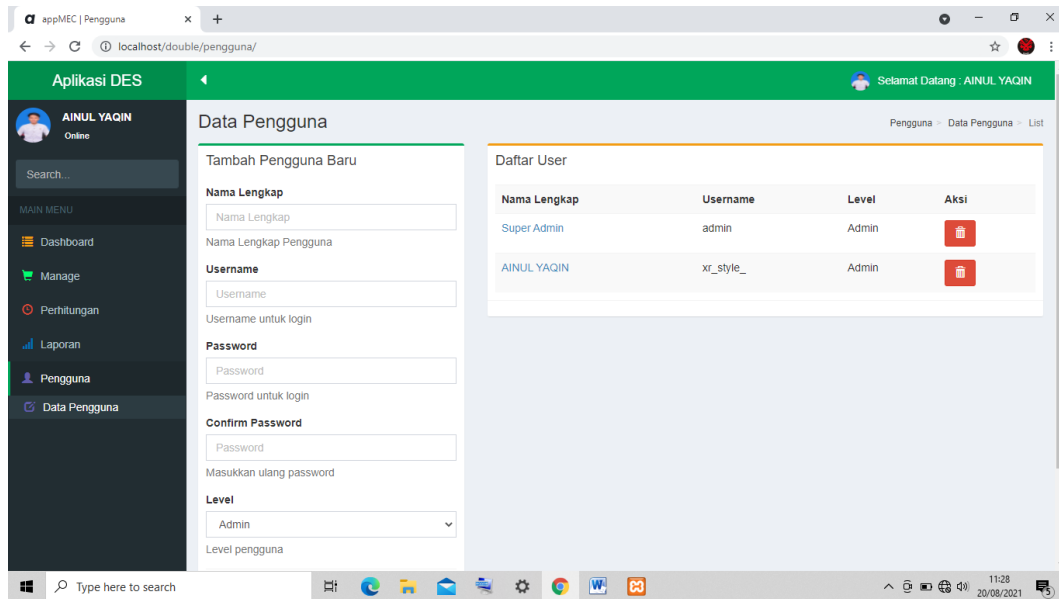 appMEC | Pengguna
localhost/double/pengguna/
Aplikasi DES
Selamat Datang : AINUL YAQIN
AINUL YAQIN
Online
Search...
MAIN MENU
Dashboard
Manage
Perhitungan
Laporan
Pengguna
Data Pengguna
Data Pengguna
Pengguna > Data Pengguna > List
Tambah Pengguna Baru
Nama Lengkap
Nama Lengkap
Nama Lengkap Pengguna
Username
Username
Username untuk login
Password
Password
Password untuk login
Confirm Password
Password
Masukkan ulang password
Level
Admin
Level pengguna
Daftar User
Nama Lengkap Username Level Aksi
Super Admin admin Admin
AINUL YAQIN xr_style_ Admin
Type here to search
W
11:28
20/08/2021
5